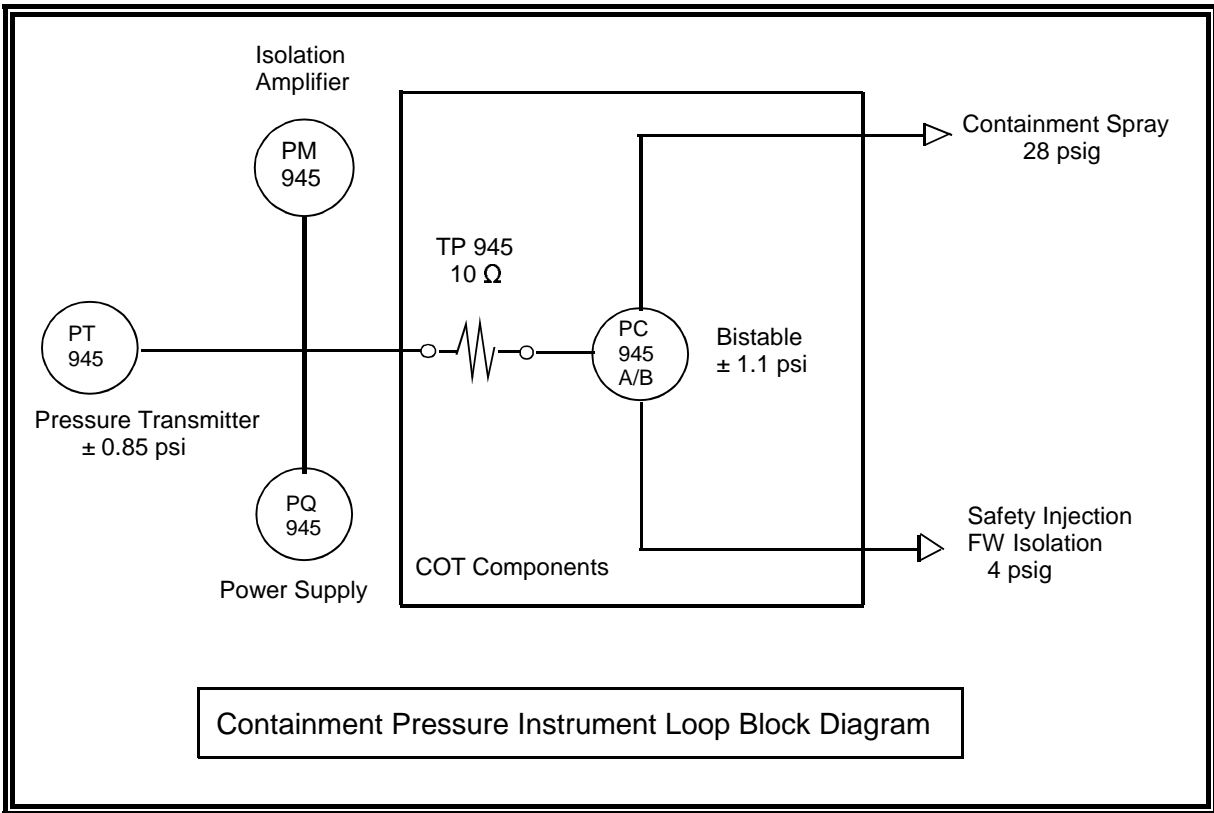 Isolation
Amplifier
PM
945
Containment Spray
28 psig
TP 945
10 Ω
PT
945
PC
945
A/B
Bistable
± 1.1 psi
Pressure Transmitter
± 0.85 psi
PQ
945
Safety Injection
FW Isolation
4 psig
COT Components
Power Supply
Containment Pressure Instrument Loop Block Diagram